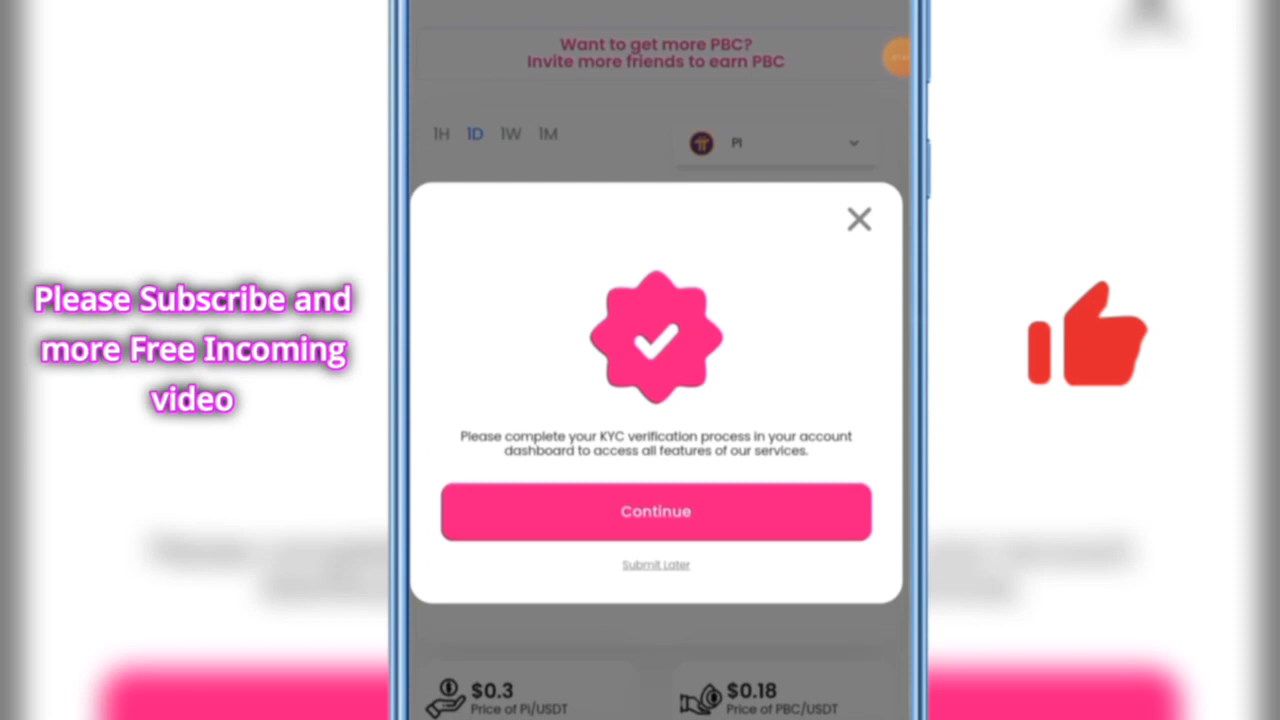 Want to get more PBC?
Invite more friends to earn PBC
1H 1D 1W 1M
PI
Please Subscribe and
more Free Incoming
video
Please complete your KYC verification process in your account
dashboard to access all features of our services.
Continue
Submit Later
$0.3
Price of Pi/USDT
$0.18
Price of PBC/USDT